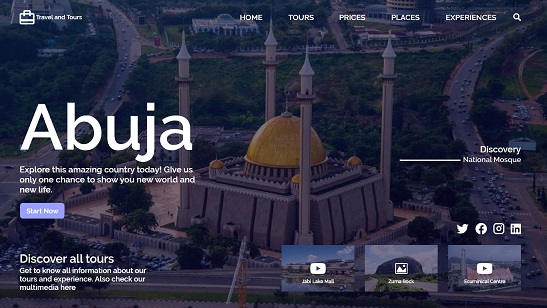 Travel and Tours
HOME
TOURS
PRICES
PLACES
EXPERIENCES
Abuja
Explore this amazing country today! GIve us
only one chance to show you new world and
new life.
Start Now
Discovery
National Mosque
Discover all tours
Get to know all information about our
tours and experience. Also check our
multimedia here
Jabi Lake Mall
Zuma Rock
Ecuminical Centre